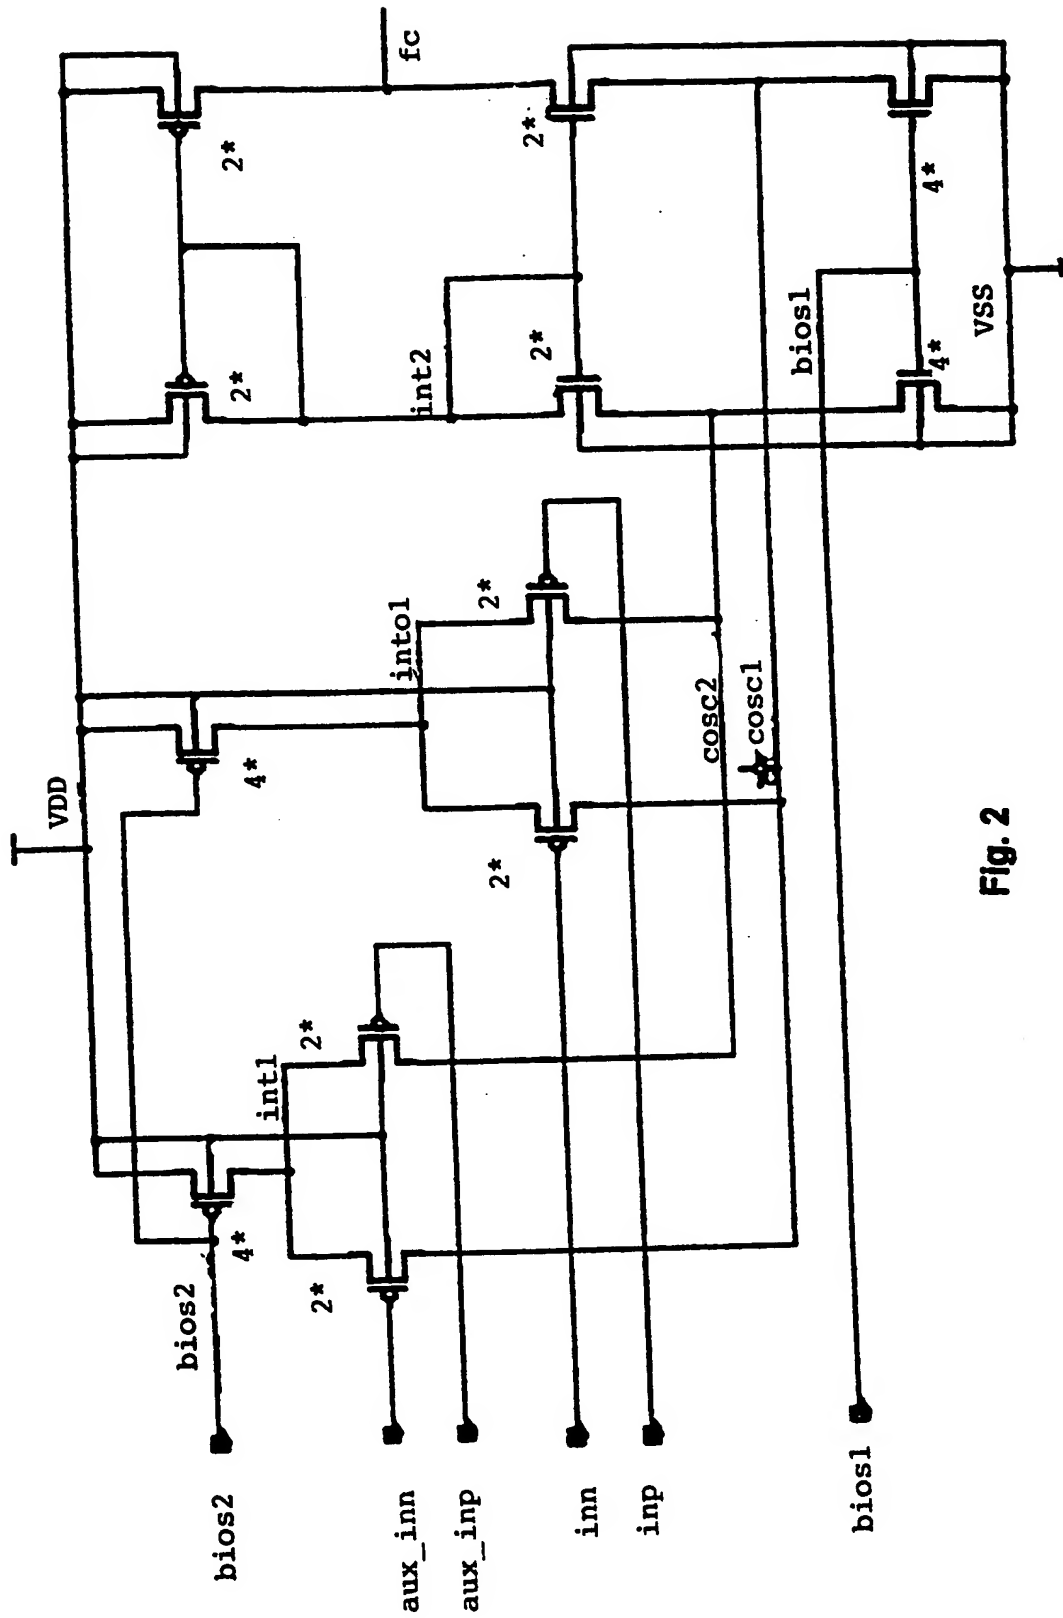 VDD
bios2
bios2
4*
int1
2*
2*
aux_inn
aux_inp
4*
into1
2*
2*
inn
inp
cosc2
cosc1
bios1
bios1
2*
2*
int2
fc
2*
2*
4*
4*
VSS
Fig. 2